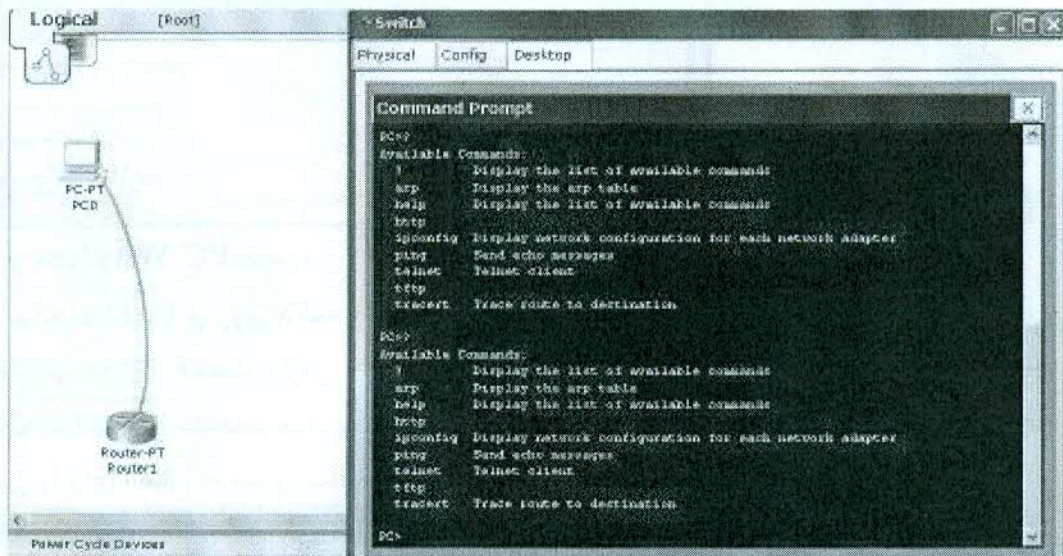 Logical [Root]
Switch
Physical Config Desktop
Command Prompt X
PC>?
Available Commands:
? Display the list of available commands
arp Display the arp table
help Display the list of available commands
http
ipconfig Display network configuration for each network adapter
ping Send echo messages
telnet Telnet client
tftp
tracert Trace route to destination
PC>?
Available Commands:
? Display the list of available commands
arp Display the arp table
help Display the list of available commands
http
ipconfig Display network configuration for each network adapter
ping Send echo messages
telnet Telnet client
tftp
tracert Trace route to destination
PC>
PC-PT
Router-PT
Router1
Power Cycle Devices